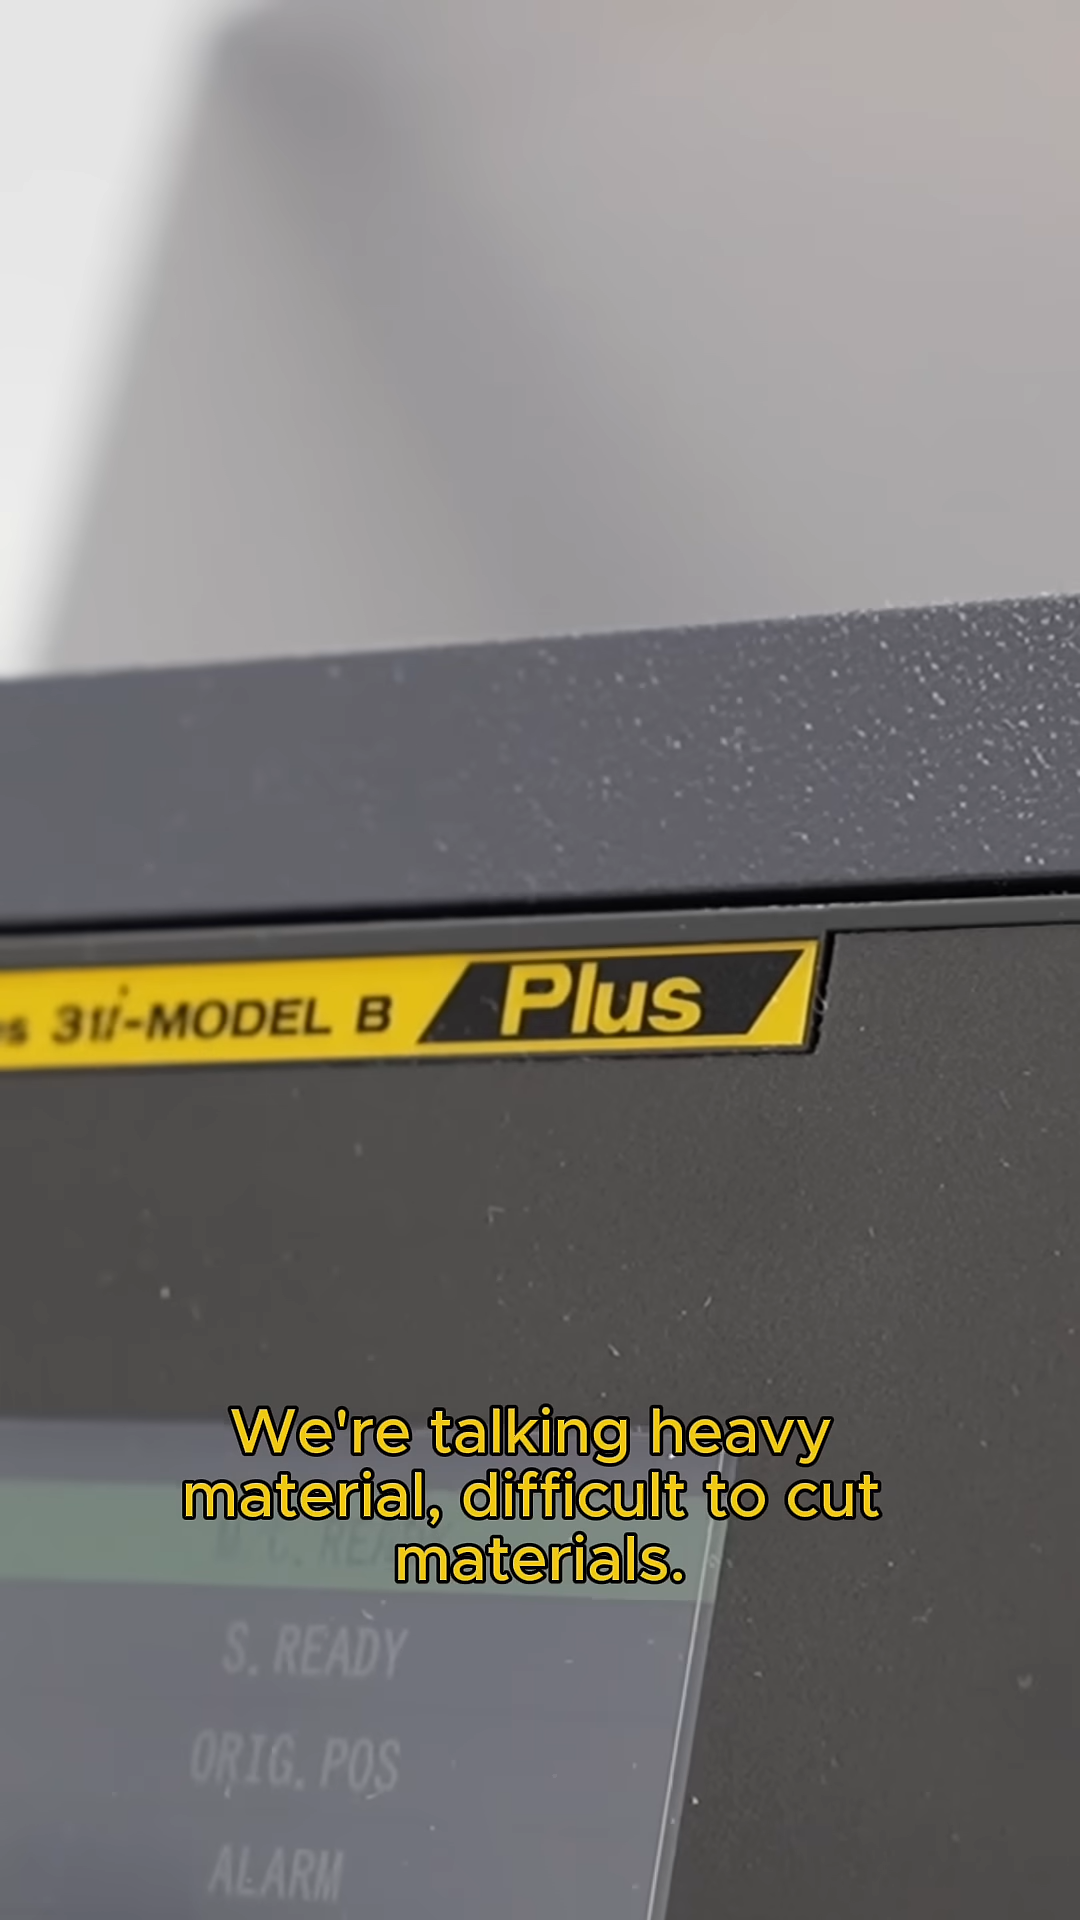 31i-MODEL B Plus
We're talking heavy
material, difficult to cut
materials.
S. READY
ORIG. POS
ALARM